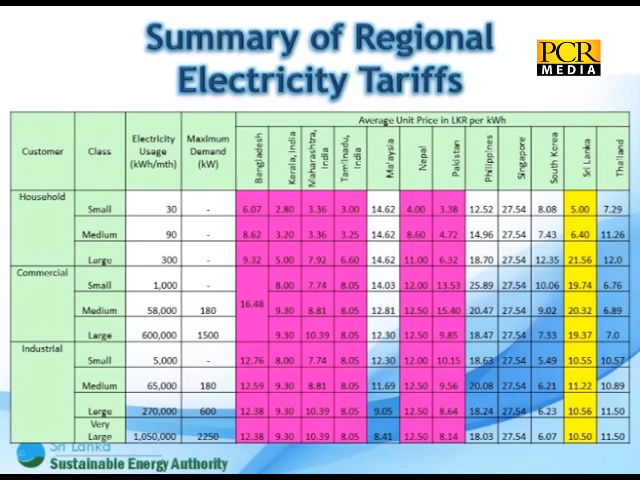 Summary of Regional
Electricity Tariffs
PCR
MEDIA
Average Unit Price in LKR per kWh
Customer Class Electricity Usage (kWh/mth) Maximum Demand (kW) Bangladesh Kerala, India Maharashtra, India Tamilnadu, India Malaysia Nepal Pakistan Philippines Singapore South Korea Sri Lanka Thailand
Household
Small 30 - 6.07 2.80 3.36 3.00 14.62 4.00 3.38 12.52 27.54 8.08 5.00 7.29
Medium 90 - 8.62 3.20 3.36 3.25 14.62 8.60 4.72 14.96 27.54 7.43 6.40 11.26
Large 300 - 9.32 5.00 7.92 6.60 14.62 11.00 6.32 18.70 27.54 12.35 21.56 12.0
Commercial
Small 1,000 - 16.48 8.00 7.74 8.05 14.03 12.00 13.53 25.89 27.54 10.06 19.74 6.76
Medium 58,000 180 9.30 8.81 8.05 12.81 12.50 15.40 20.47 27.54 9.02 20.32 6.89
Large 600,000 1500 9.30 10.39 8.05 12.30 12.50 9.85 18.47 27.54 7.33 19.37 7.0
Industrial
Small 5,000 - 12.76 8.00 7.74 8.05 12.30 12.00 10.15 18.63 27.54 5.49 10.55 10.57
Medium 65,000 180 12.59 9.30 8.81 8.05 11.69 12.50 9.56 20.08 27.54 6.21 11.22 10.89
Large 270,000 600 12.38 9.30 10.39 8.05 9.05 12.50 8.64 18.24 27.54 6.23 10.56 11.50
Very Large 1,050,000 2250 12.38 9.30 10.39 8.05 8.41 12.50 8.14 18.03 27.54 6.07 10.50 11.50
Sri Lanka
Sustainable Energy Authority